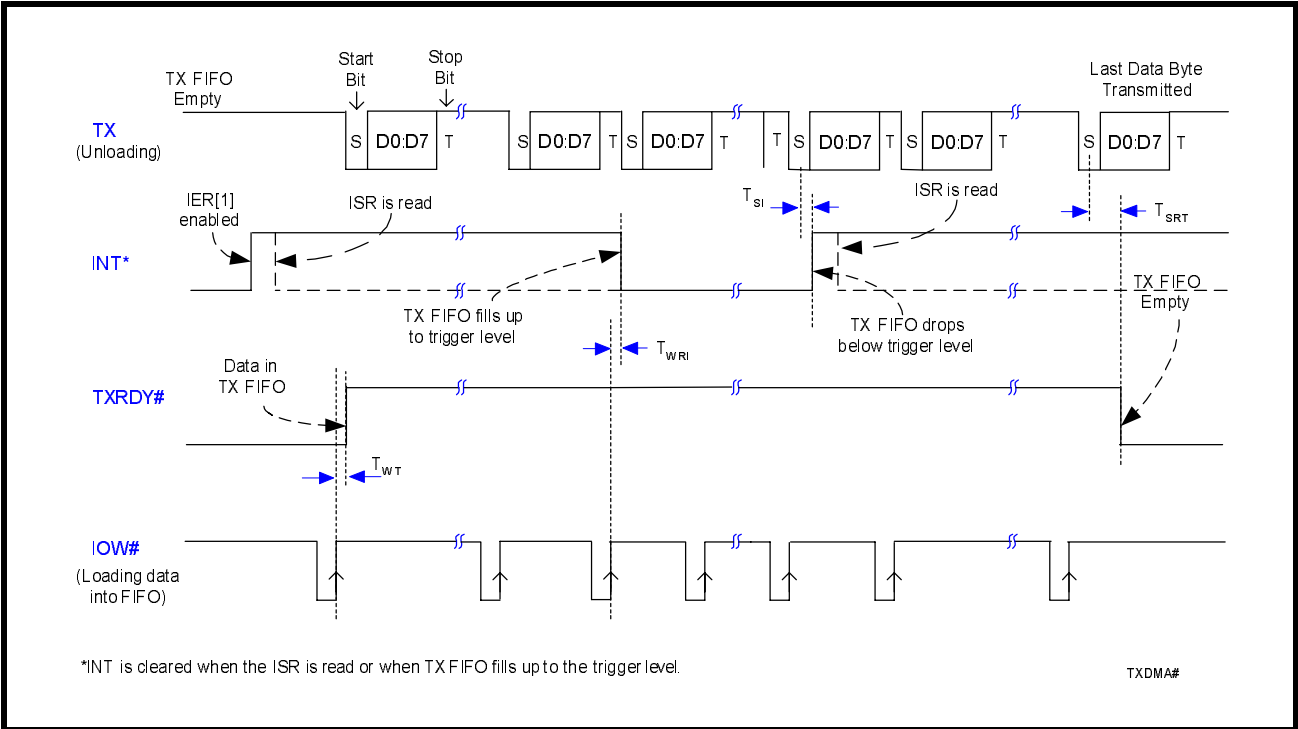 Start
Bit
Stop
Bit
TX FIFO
Empty
Last Data Byte
Transmitted
TX
(Unloading)
S D0:D7 T S D0:D7 T S D0:D7 T T S D0:D7 T S D0:D7 T S D0:D7 T
IER[1]
enabled
ISR is read
TSI
ISR is read
TSRT
INT*
TX FIFO fills up
to trigger level
TX FIFO drops
below trigger level
TX FIFO
Empty
TWRI
Data in
TX FIFO
TXRDY#
TWT
IOW#
(Loading data
into FIFO)
*INT is cleared when the ISR is read or when TX FIFO fills up to the trigger level.
TXDMA#